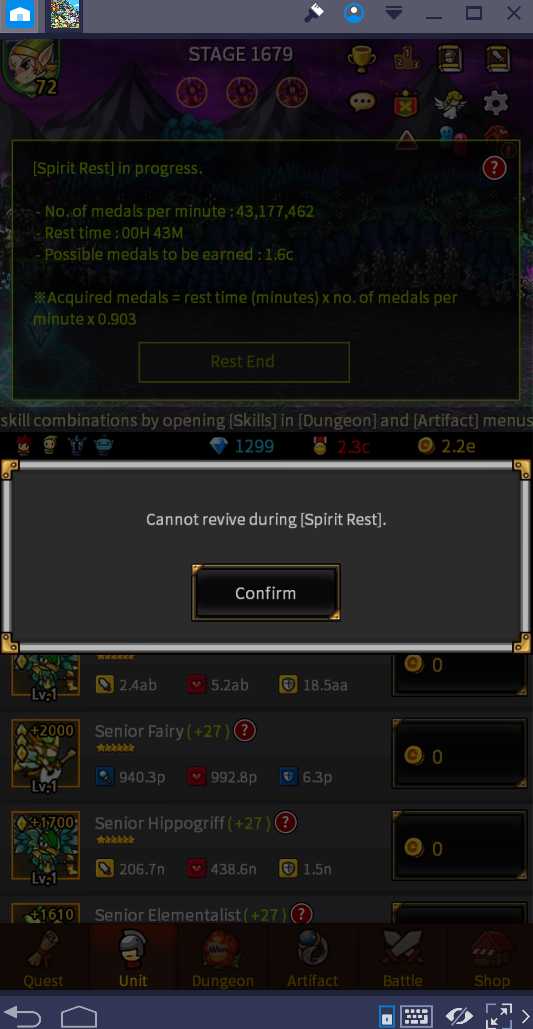 STAGE 1679
72
[Spirit Rest] in progress.
- No. of medals per minute : 43,177,462
- Rest time : 00H 43M
- Possible medals to be earned : 1.6c
※Acquired medals = rest time (minutes) x no. of medals per
minute x 0.903
Rest End
skill combinations by opening [Skills] in [Dungeon] and [Artifact] menus
1299 2.3c 2.2e
Cannot revive during [Spirit Rest].
Confirm
Lv.1 2.4ab 5.2ab 18.5aa 0
+2000 Senior Fairy ( +27 ) ?
Lv.1 940.3p 992.8p 6.3p 0
+1700 Senior Hippogriff ( +27 ) ?
Lv.1 206.7n 438.6n 1.5n 0
+1610 Senior Elementalist ( +27 ) ?
Quest Unit Dungeon Artifact Battle Shop